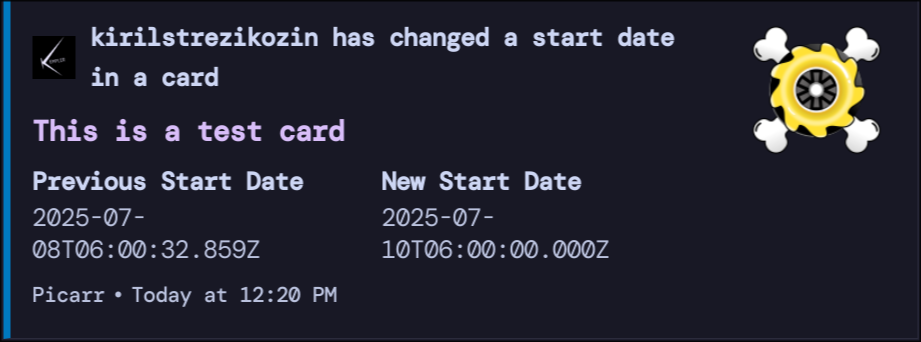 kirilstrezikozin has changed a start date
in a card
This is a test card
Previous Start Date New Start Date
2025-07- 2025-07-
08T06:00:32.859Z 10T06:00:00.000Z
Picarr • Today at 12:20 PM